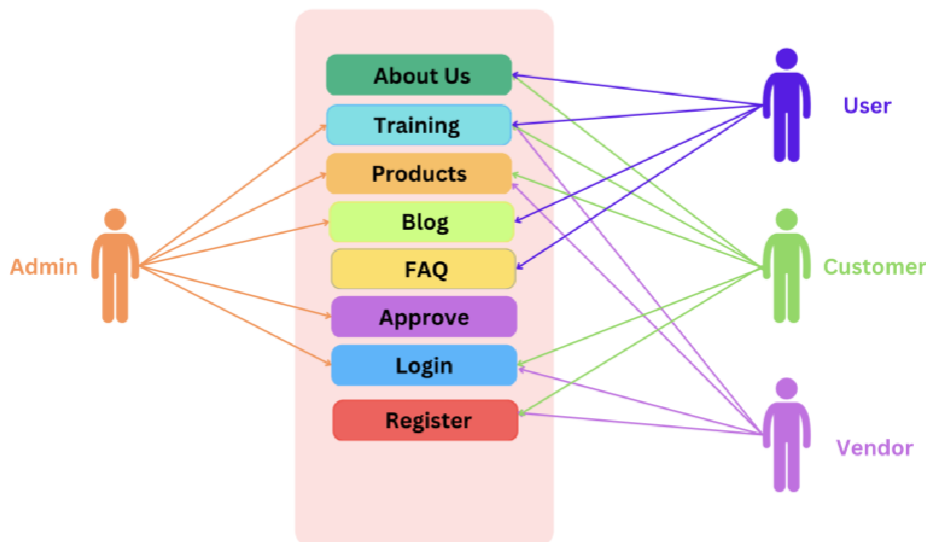 About Us
Training
Products
Blog
FAQ
Approve
Login
Register
Admin
User
Customer
Vendor